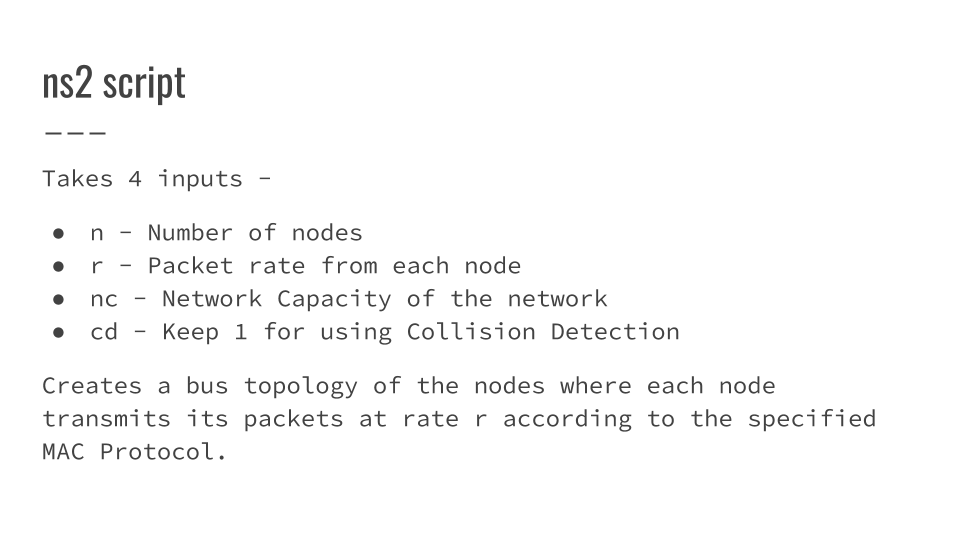 ns2 script
———
Takes 4 inputs -
● n - Number of nodes
● r - Packet rate from each node
● nc - Network Capacity of the network
● cd - Keep 1 for using Collision Detection
Creates a bus topology of the nodes where each node
transmits its packets at rate r according to the specified
MAC Protocol.